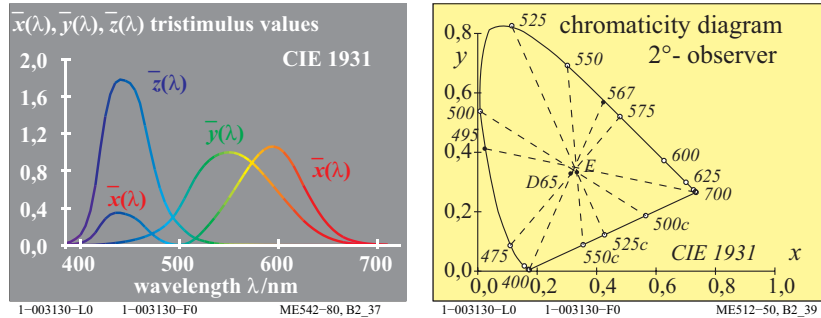 x̅(λ), y̅(λ), z̅(λ) tristimulus values
CIE 1931
2,0
1,6
1,2
0,8
0,4
0,0
z̅(λ)
y̅(λ)
x̅(λ)
x̅(λ)
400 500 600 700
wavelength λ/nm
1−003130−L0 1−003130−F0 ME542−80, B2_37
chromaticity diagram
2°- observer
y
0,8
0,6
0,4
0,2
0,0
525
550
567
575
500
495
600
625
700
E
D65
500c
525c
550c
475
400
CIE 1931
x
0,0 0,2 0,4 0,6 0,8 1,0
1−003130−L0 1−003130−F0 ME512−50, B2_39